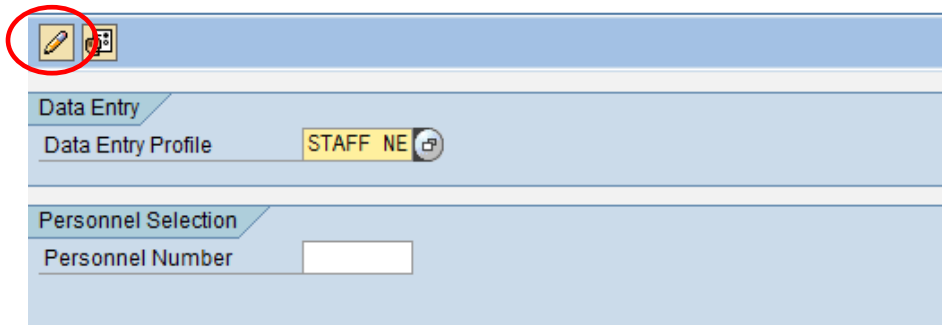 Data Entry
Data Entry Profile STAFF NE
Personnel Selection
Personnel Number